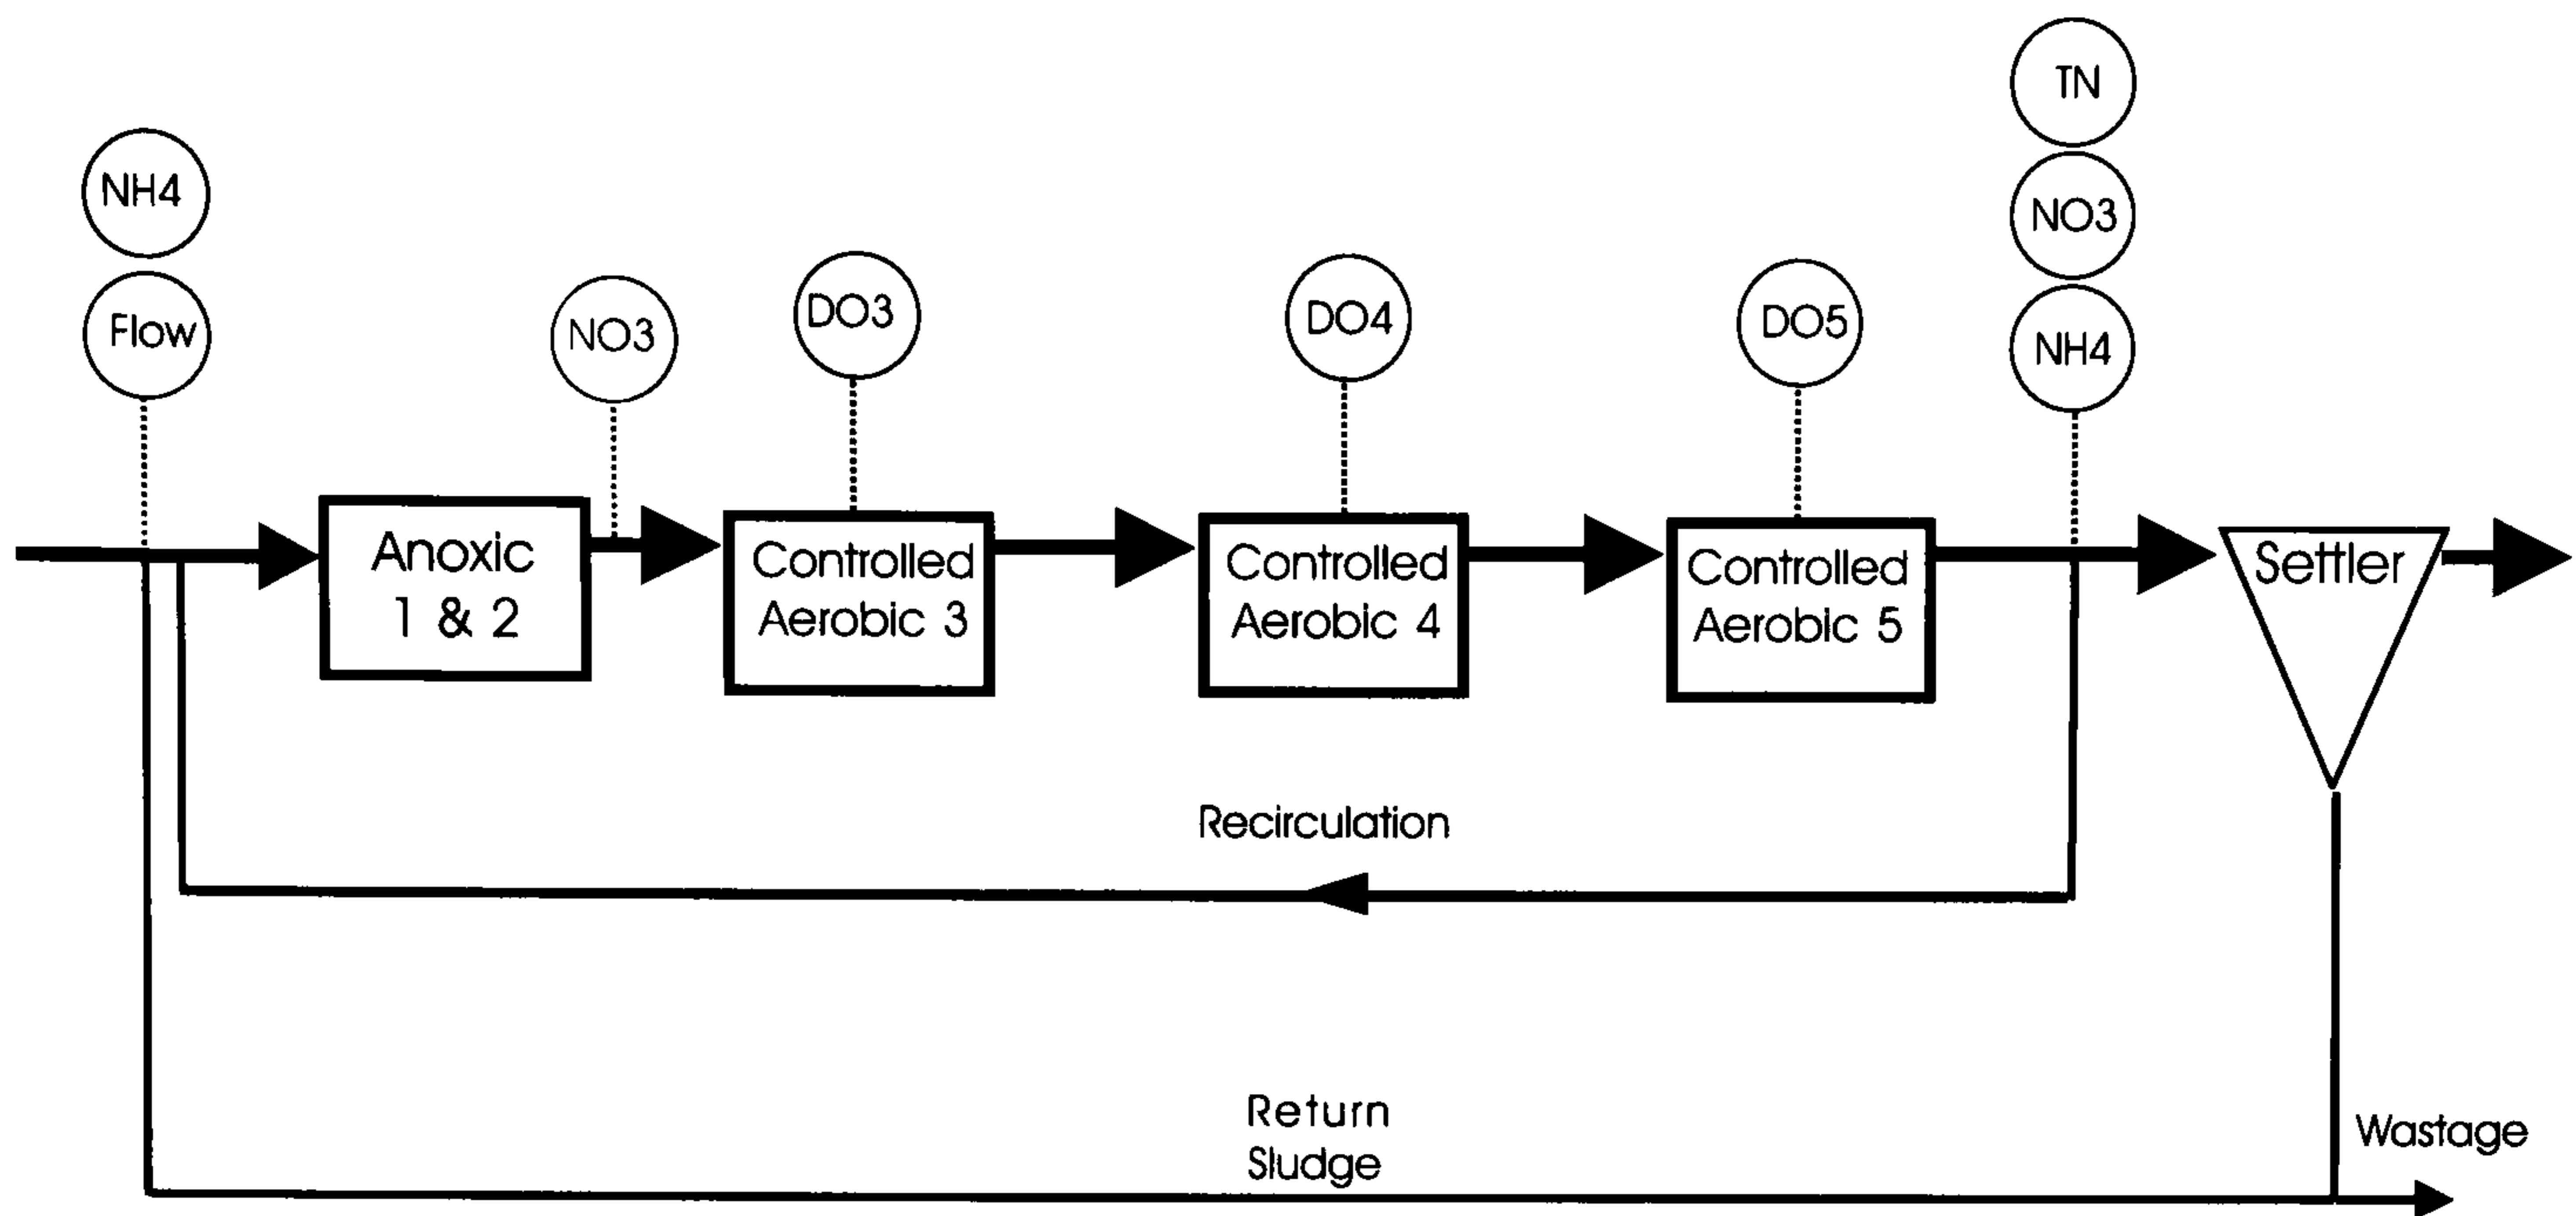 TN
NH4
NO3
Flow
NO3
DO3
DO4
DO5
NH4
Anoxic
1 & 2
Controlled
Aerobic 3
Controlled
Aerobic 4
Controlled
Aerobic 5
Settler
Recirculation
Return
Sludge
Wastage